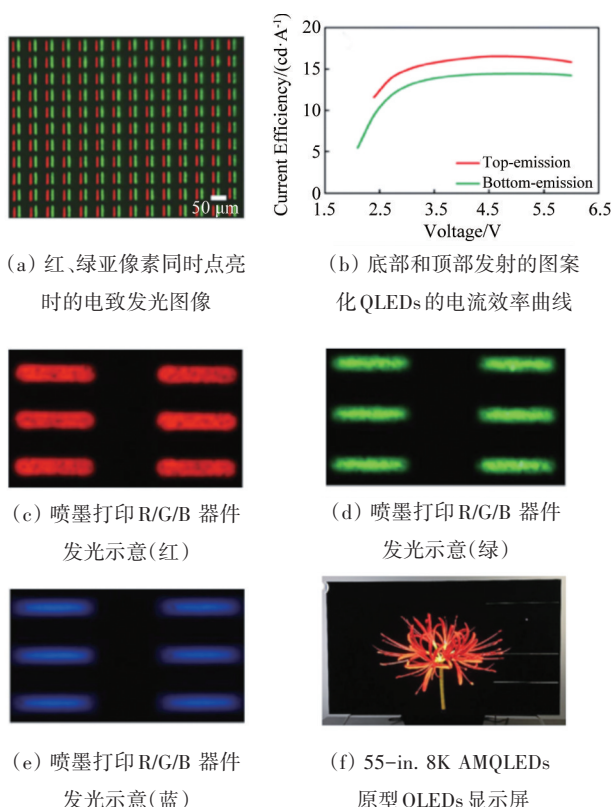 50 μm
Current Efficiency/(cd·A⁻¹)
20
15
10
5
0
Top-emission
Bottom-emission
1.5
2.5
3.5
4.5
5.5
6.5
Voltage/V
(a) 红、绿亚像素同时点亮
时的电致发光图像
(b) 底部和顶部发射的图案
化QLEDs的电流效率曲线
(c) 喷墨打印R/G/B 器件
发光示意(红)
(d) 喷墨打印R/G/B 器件
发光示意(绿)
(e) 喷墨打印R/G/B 器件
发光示意(蓝)
(f) 55-in. 8K AMQLEDs
原型QLEDs显示屏